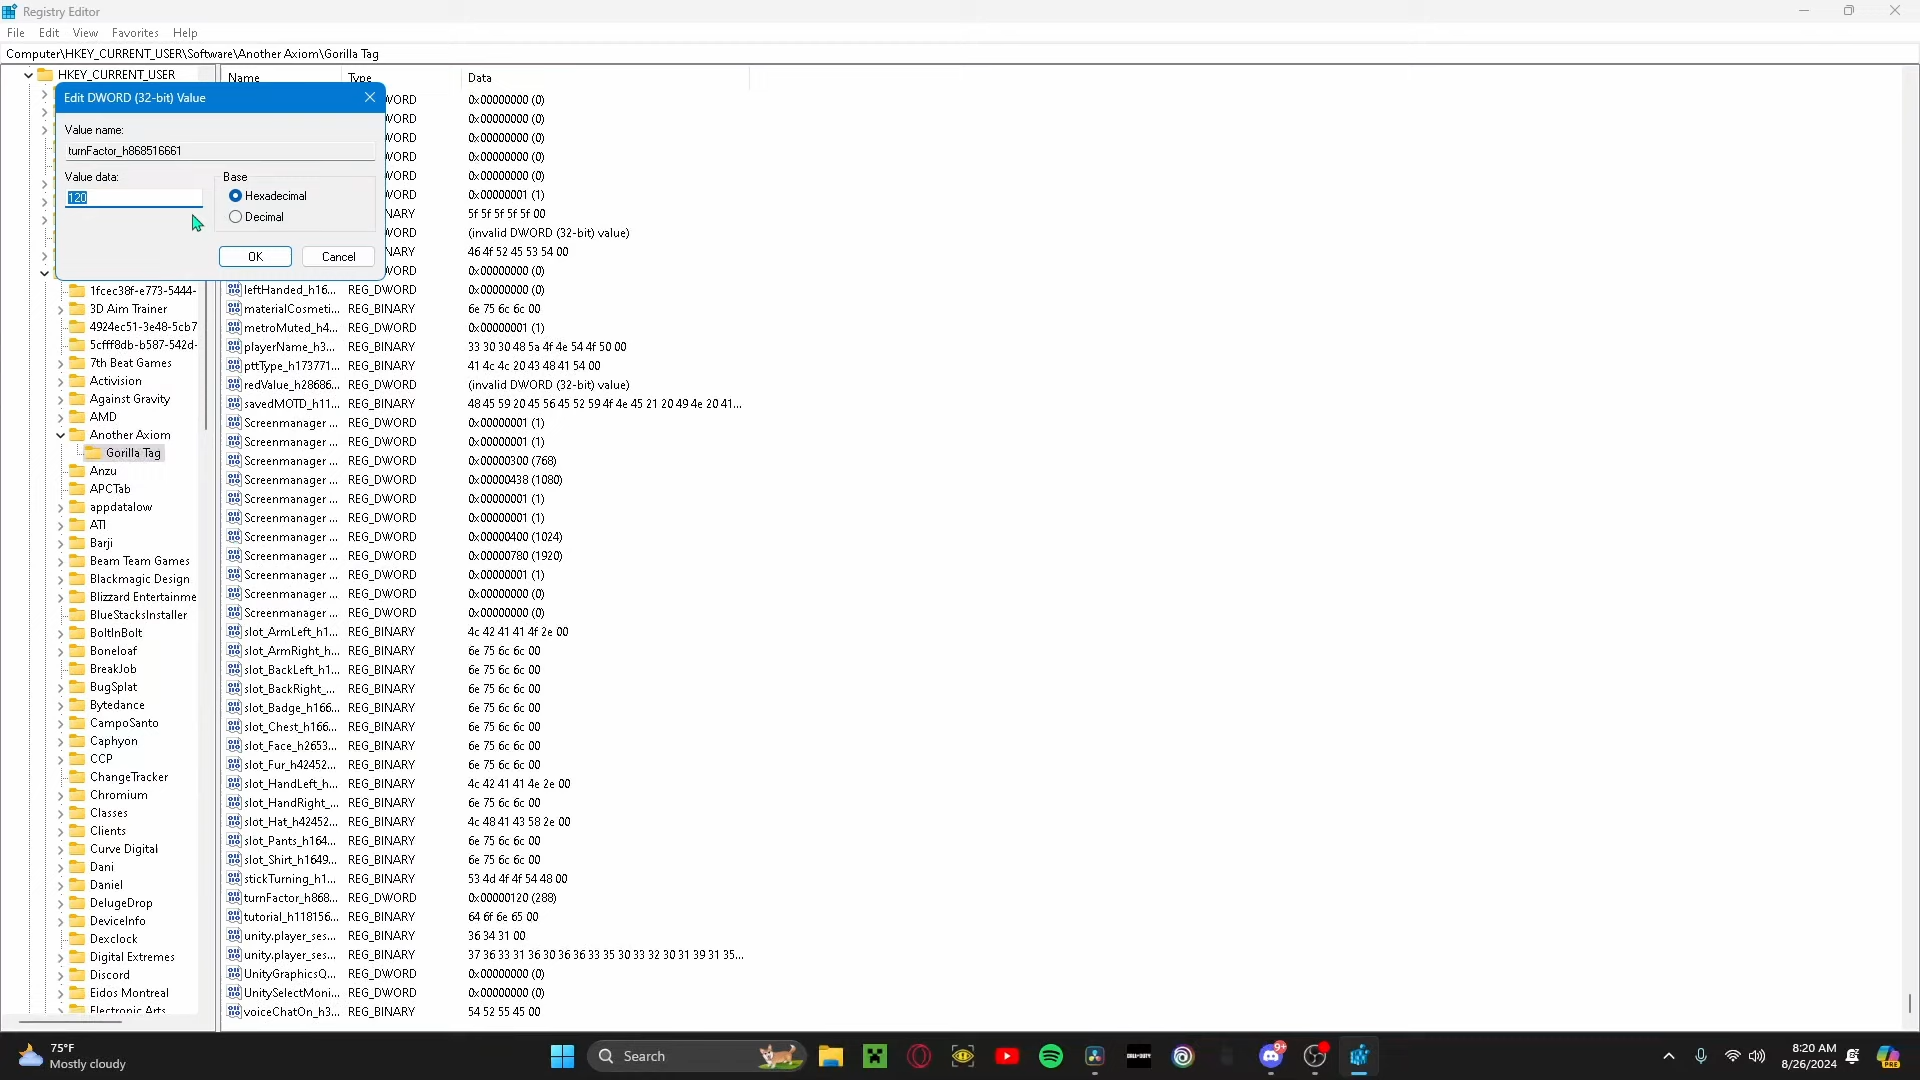 Registry Editor
File Edit View Favorites Help
Computer\HKEY_CURRENT_USER\Software\Another Axiom\Gorilla Tag
HKEY_CURRENT_USER
Name Type Data
Edit DWORD (32-bit) Value
Value name:
turnFactor_h868516661
Value data:
120
Base
Hexadecimal
Decimal
OK Cancel
1fcec38f-e773-5444-
3D Aim Trainer
4924ec51-3e48-5cb7
5cfff8db-b587-542d-
7th Beat Games
Activision
Against Gravity
AMD
Another Axiom
Gorilla Tag
Anzu
APCTab
appdatalow
ATI
Barji
Beam Team Games
Blackmagic Design
Blizzard Entertainme
BlueStacksInstaller
BoltInBolt
Boneloaf
BreakJob
BugSplat
Bytedance
CampoSanto
Caphyon
CCP
ChangeTracker
Chromium
Classes
Clients
Curve Digital
Dani
Daniel
DelugeDrop
DeviceInfo
Dexclock
Digital Extremes
Discord
Eidos Montreal
Electronic Arts
WORD 0x00000000 (0)
WORD 0x00000000 (0)
WORD 0x00000000 (0)
WORD 0x00000000 (0)
WORD 0x00000000 (0)
WORD 0x00000001 (1)
NARY 5f 5f 5f 5f 5f 00
WORD (invalid DWORD (32-bit) value)
NARY 46 4f 52 45 53 54 00
WORD 0x00000000 (0)
leftHanded_h16... REG_DWORD 0x00000000 (0)
materialCosmeti... REG_BINARY 6e 75 6c 6c 00
metroMuted_h4... REG_DWORD 0x00000001 (1)
playerName_h3... REG_BINARY 33 30 30 48 5a 4f 4e 54 4f 50 00
pttType_h173771... REG_BINARY 41 4c 4c 20 43 48 41 54 00
redValue_h28686... REG_DWORD (invalid DWORD (32-bit) value)
savedMOTD_h11... REG_BINARY 48 45 59 20 45 56 45 52 59 4f 4e 45 21 20 49 4e 20 41...
Screenmanager ... REG_DWORD 0x00000001 (1)
Screenmanager ... REG_DWORD 0x00000001 (1)
Screenmanager ... REG_DWORD 0x00000300 (768)
Screenmanager ... REG_DWORD 0x00000438 (1080)
Screenmanager ... REG_DWORD 0x00000001 (1)
Screenmanager ... REG_DWORD 0x00000001 (1)
Screenmanager ... REG_DWORD 0x00000400 (1024)
Screenmanager ... REG_DWORD 0x00000780 (1920)
Screenmanager ... REG_DWORD 0x00000001 (1)
Screenmanager ... REG_DWORD 0x00000000 (0)
Screenmanager ... REG_DWORD 0x00000000 (0)
slot_ArmLeft_h1... REG_BINARY 4c 42 41 41 4f 2e 00
slot_ArmRight_h... REG_BINARY 6e 75 6c 6c 00
slot_BackLeft_h1... REG_BINARY 6e 75 6c 6c 00
slot_BackRight_... REG_BINARY 6e 75 6c 6c 00
slot_Badge_h166... REG_BINARY 6e 75 6c 6c 00
slot_Chest_h166... REG_BINARY 6e 75 6c 6c 00
slot_Face_h2653... REG_BINARY 6e 75 6c 6c 00
slot_Fur_h42452... REG_BINARY 6e 75 6c 6c 00
slot_HandLeft_h... REG_BINARY 4c 42 41 41 4e 2e 00
slot_HandRight_... REG_BINARY 6e 75 6c 6c 00
slot_Hat_h42452... REG_BINARY 4c 48 41 43 58 2e 00
slot_Pants_h164... REG_BINARY 6e 75 6c 6c 00
slot_Shirt_h1649... REG_BINARY 6e 75 6c 6c 00
stickTurning_h1... REG_BINARY 53 4d 4f 4f 54 48 00
turnFactor_h868... REG_DWORD 0x00000120 (288)
tutorial_h118156... REG_BINARY 64 6f 6e 65 00
unity.player_ses... REG_BINARY 36 34 31 00
unity.player_ses... REG_BINARY 37 36 33 31 36 30 36 36 33 35 30 33 32 30 31 39 31 35...
UnityGraphicsQ... REG_DWORD 0x00000000 (0)
UnitySelectMoni... REG_DWORD 0x00000000 (0)
voiceChatOn_h3... REG_BINARY 54 52 55 45 00
75°F
Mostly cloudy
Search
CALL OF DUTY
9+
8:20 AM
8/26/2024
PRE